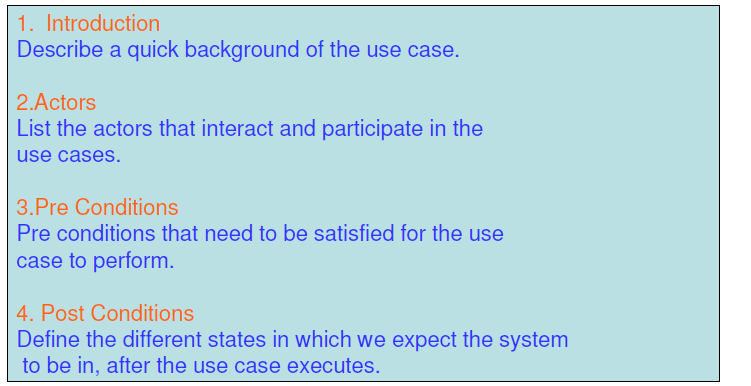 1.  Introduction
Describe a quick background of the use case.
2.Actors
List the actors that interact and participate in the
use cases.
3.Pre Conditions
Pre conditions that need to be satisfied for the use
case to perform.
4. Post Conditions
Define the different states in which we expect the system
to be in, after the use case executes.